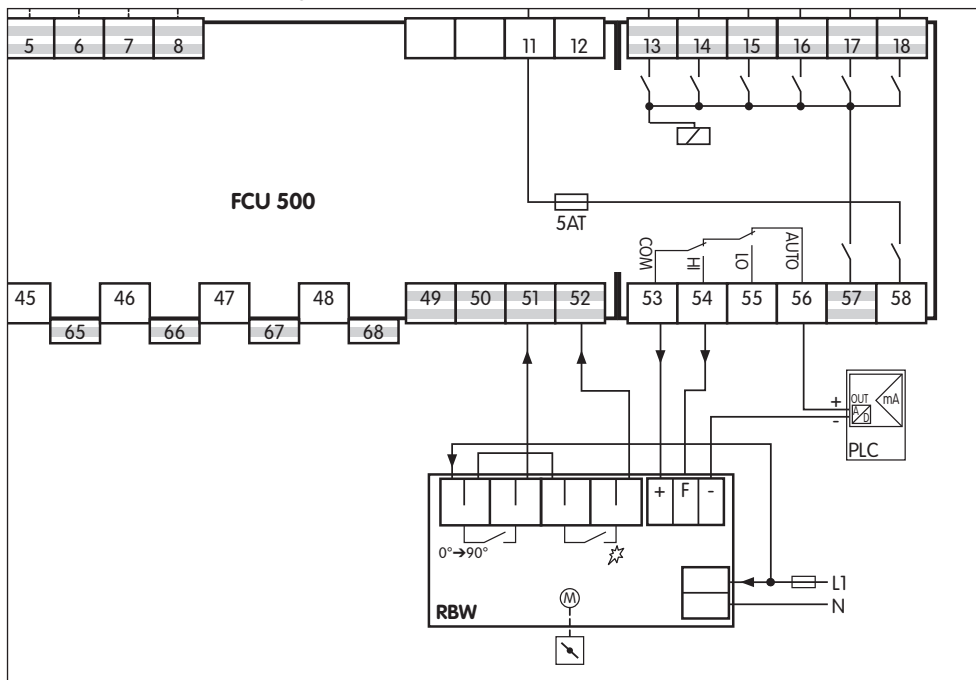 5 6 7 8 11 12 13 14 15 16 17 18
FCU 500
5AT
COM HI LO AUTO
45 46 47 48 49 50 51 52 53 54 55 56 57 58
65 66 67 68
+ OUT mA
- A/D
PLC
+ F -
0°→90°
L1
RBW M N